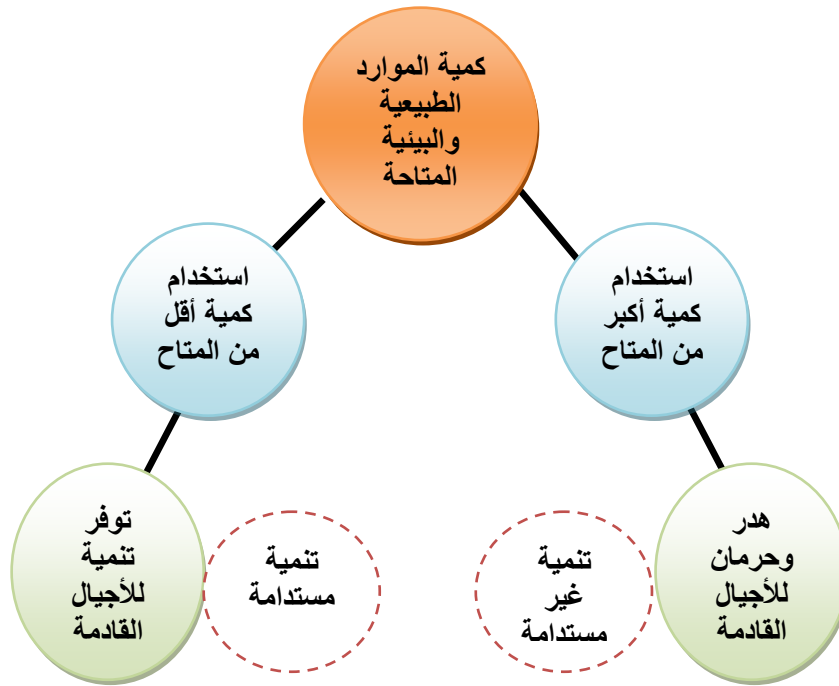 كمية الموارد
الطبيعية
والبيئية
المتاحة
استخدام
كمية أكبر
من المتاح
استخدام
كمية أقل
من المتاح
هدر
وحرمان
للأجيال
القادمة
تنمية
غير
مستدامة
تنمية
مستدامة
توفر
تنمية
للأجيال
القادمة